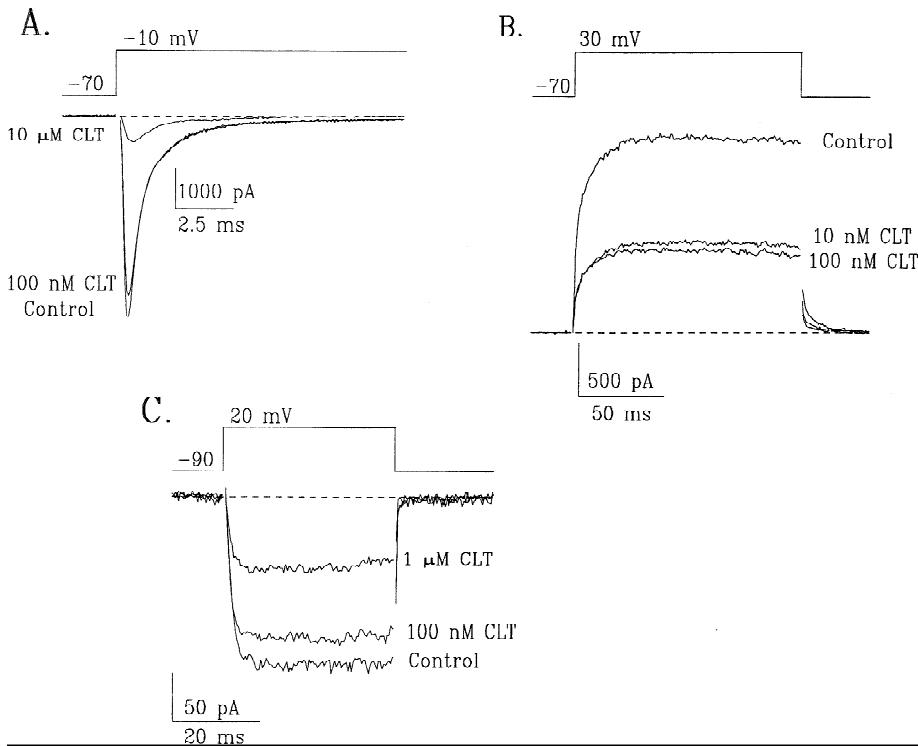 A.
-10 mV
-70
10 μM CLT
1000 pA
2.5 ms
100 nM CLT
Control
B.
30 mV
-70
Control
10 nM CLT
100 nM CLT
500 pA
50 ms
C.
20 mV
-90
1 μM CLT
100 nM CLT
Control
50 pA
20 ms